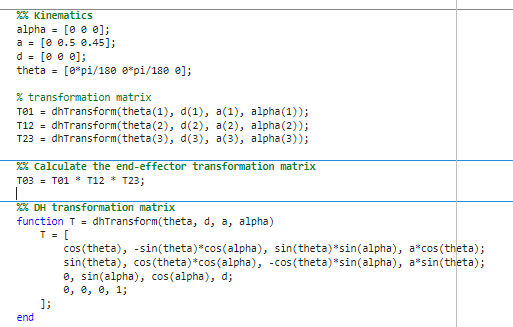 %% Kinematics
alpha = [0 0 0];
a = [0 0.5 0.45];
d = [0 0 0];
theta = [0*pi/180 0*pi/180 0];
% transformation matrix
T01 = dhTransform(theta(1), d(1), a(1), alpha(1));
T12 = dhTransform(theta(2), d(2), a(2), alpha(2));
T23 = dhTransform(theta(3), d(3), a(3), alpha(3));
%% Calculate the end-effector transformation matrix
T03 = T01 * T12 * T23;
%% DH transformation matrix
function T = dhTransform(theta, d, a, alpha)
T = [
cos(theta), -sin(theta)*cos(alpha), sin(theta)*sin(alpha), a*cos(theta);
sin(theta), cos(theta)*cos(alpha), -cos(theta)*sin(alpha), a*sin(theta);
0, sin(alpha), cos(alpha), d;
0, 0, 0, 1;
];
end